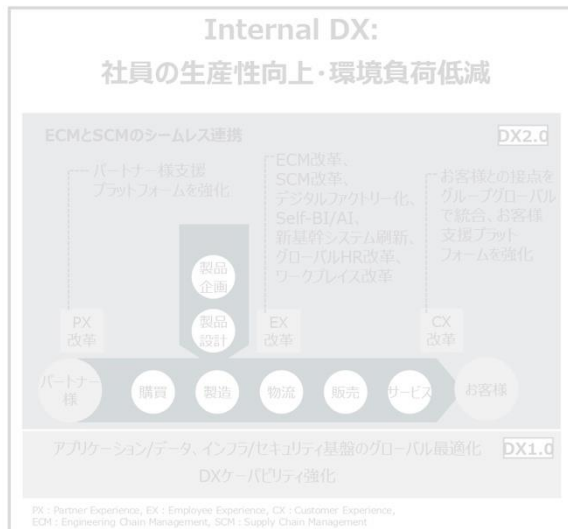 Internal DX:
社員の生産性向上・環境負荷低減
ECMとSCMのシームレス連携
DX2.0
パートナー様支援
プラットフォームを強化
ECM改革、
SCM改革、
デジタルファクトリー化、
Self-BI/AI、
新基幹システム刷新、
グローバルHR改革、
ワークプレイス改革
お客様との接点を
グループグローバル
で統合、お客様
支援プラット
フォームを強化
製品
企画
製品
設計
PX
改革
EX
改革
CX
改革
パートナー
様
購買
製造
物流
販売
サービス
お客様
アプリケーション/データ、インフラ/セキュリティ基盤のグローバル最適化
DX1.0
DXケーパビリティ強化
PX : Partner Experience, EX : Employee Experience, CX : Customer Experience,
ECM : Engineering Chain Management, SCM : Supply Chain Management